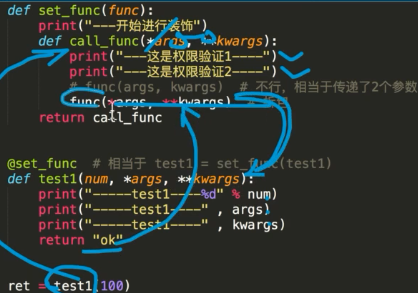 def set_func(func):
    print("---开始进行装饰")
    def call_func(*args, **kwargs):
        print("---这是权限验证1----")
        print("---这是权限验证2----")
        # func(args, kwargs)  # 不行，相当于传递了2个参数
        func(*args, **kwargs)  # 拆包
    return call_func
@set_func  # 相当于 test1 = set_func(test1)
def test1(num, *args, **kwargs):
    print("-----test1----%d" % num)
    print("-----test1----" , args)
    print("-----test1----" , kwargs)
    return "ok"
ret = test1(100)